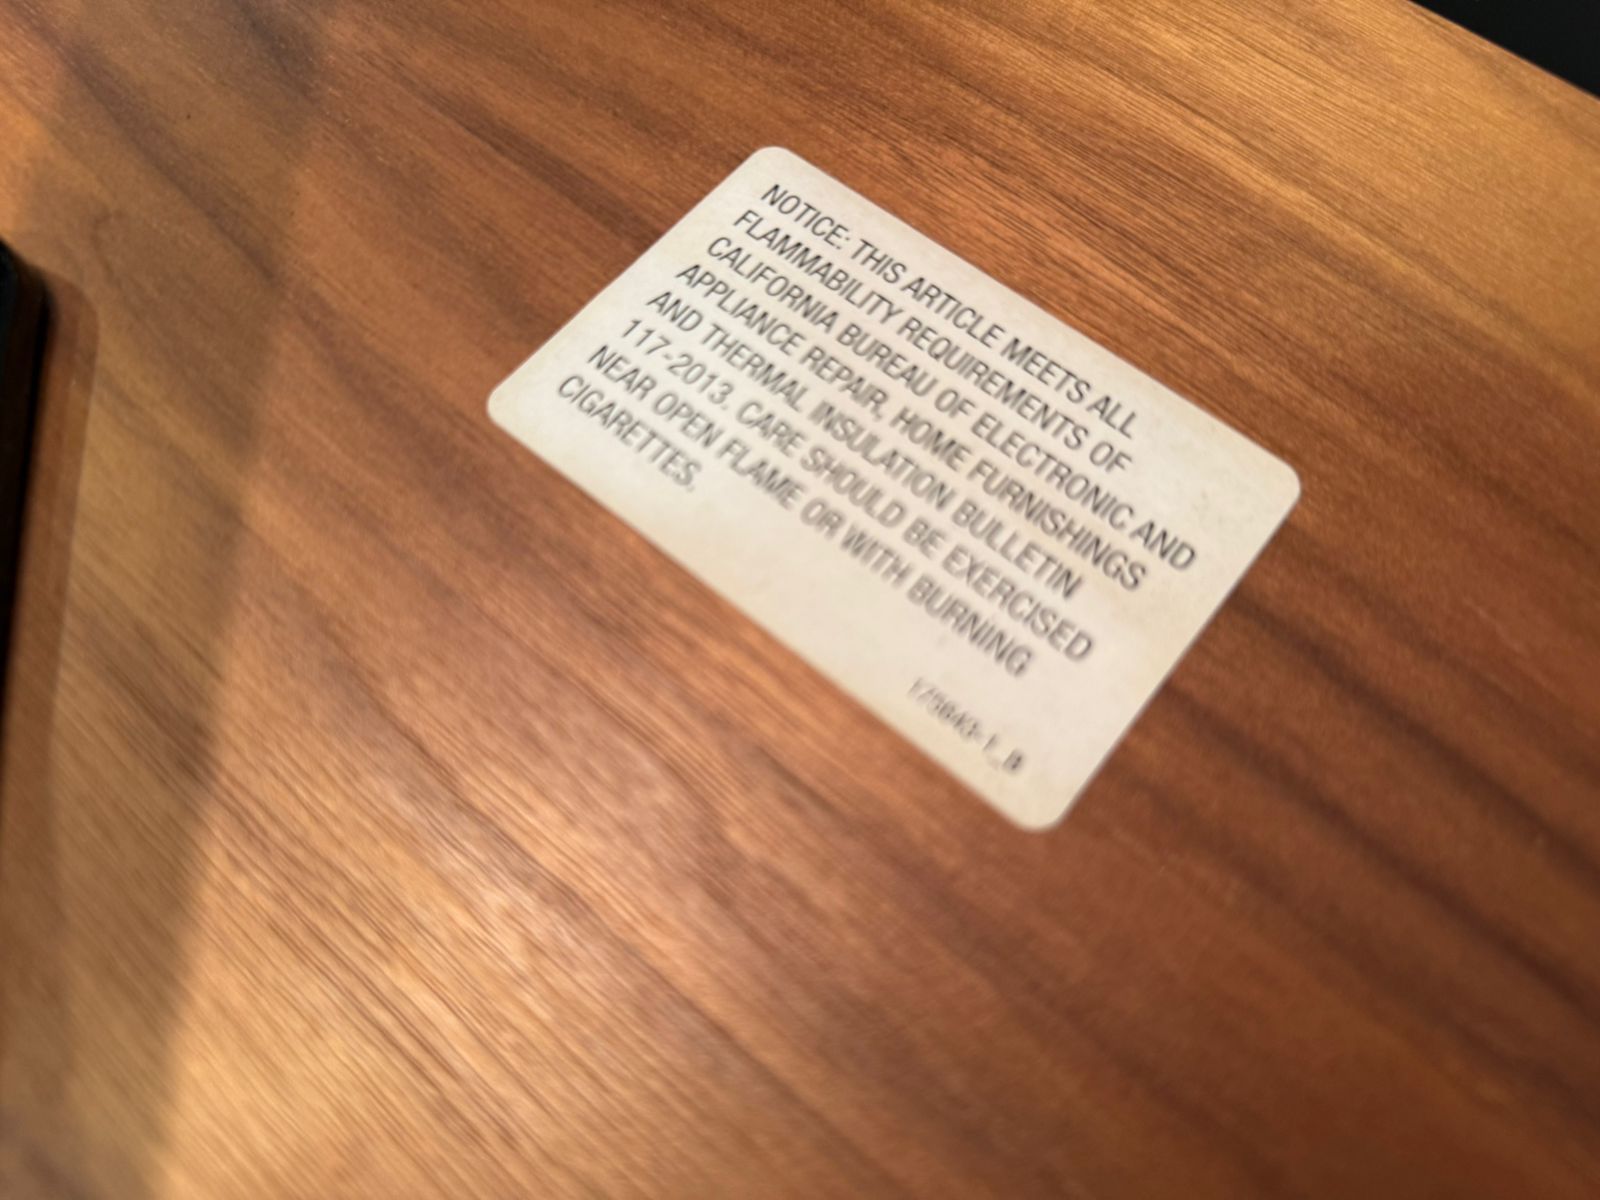 NOTICE: THIS ARTICLE MEETS ALL
FLAMMABILITY REQUIREMENTS OF
CALIFORNIA BUREAU OF ELECTRONIC AND
APPLIANCE REPAIR, HOME FURNISHINGS
AND THERMAL INSULATION BULLETIN
117-2013. CARE SHOULD BE EXERCISED
NEAR OPEN FLAME OR WITH BURNING
CIGARETTES.